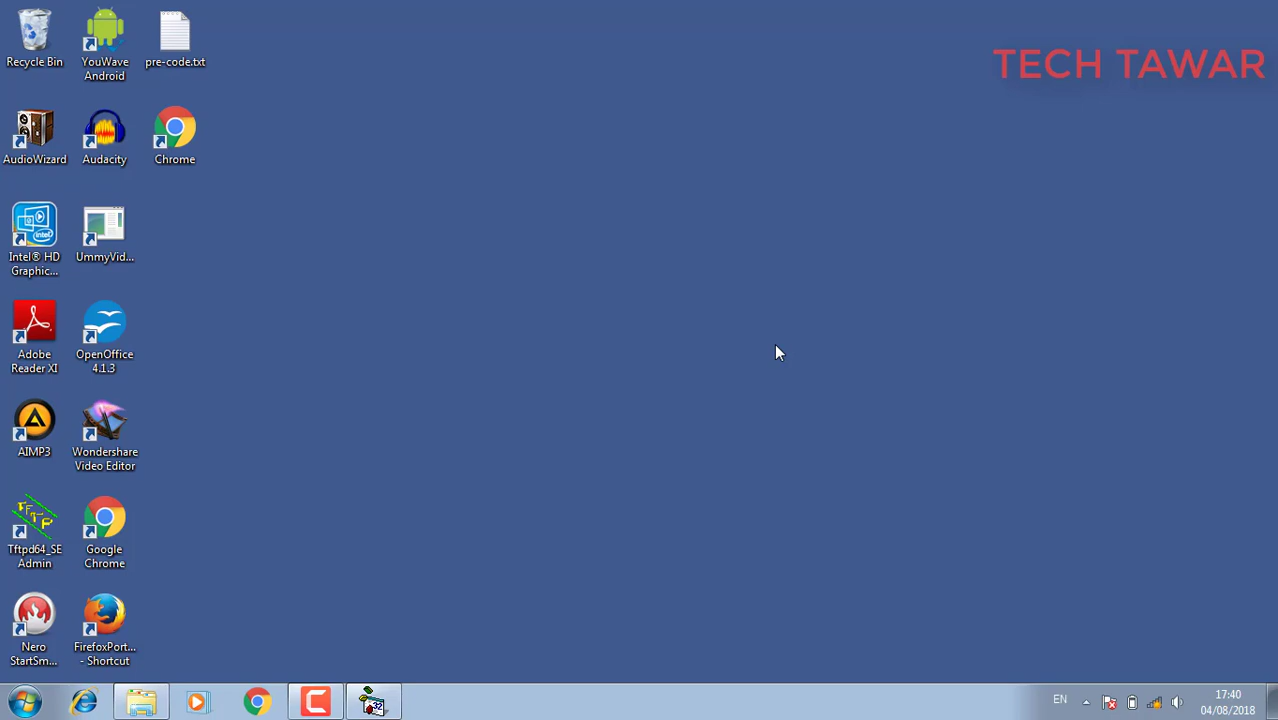 Recycle Bin
YouWave
Android
pre-code.txt
TECH TAWAR
AudioWizard
Audacity
Chrome
Intel® HD
Graphic...
UmmyVid...
Adobe
Reader XI
OpenOffice
4.1.3
AIMP3
Wondershare
Video Editor
Tftpd64_SE
Admin
Google
Chrome
Nero
StartSm...
FirefoxPort...
- Shortcut
EN
17:40
04/08/2018